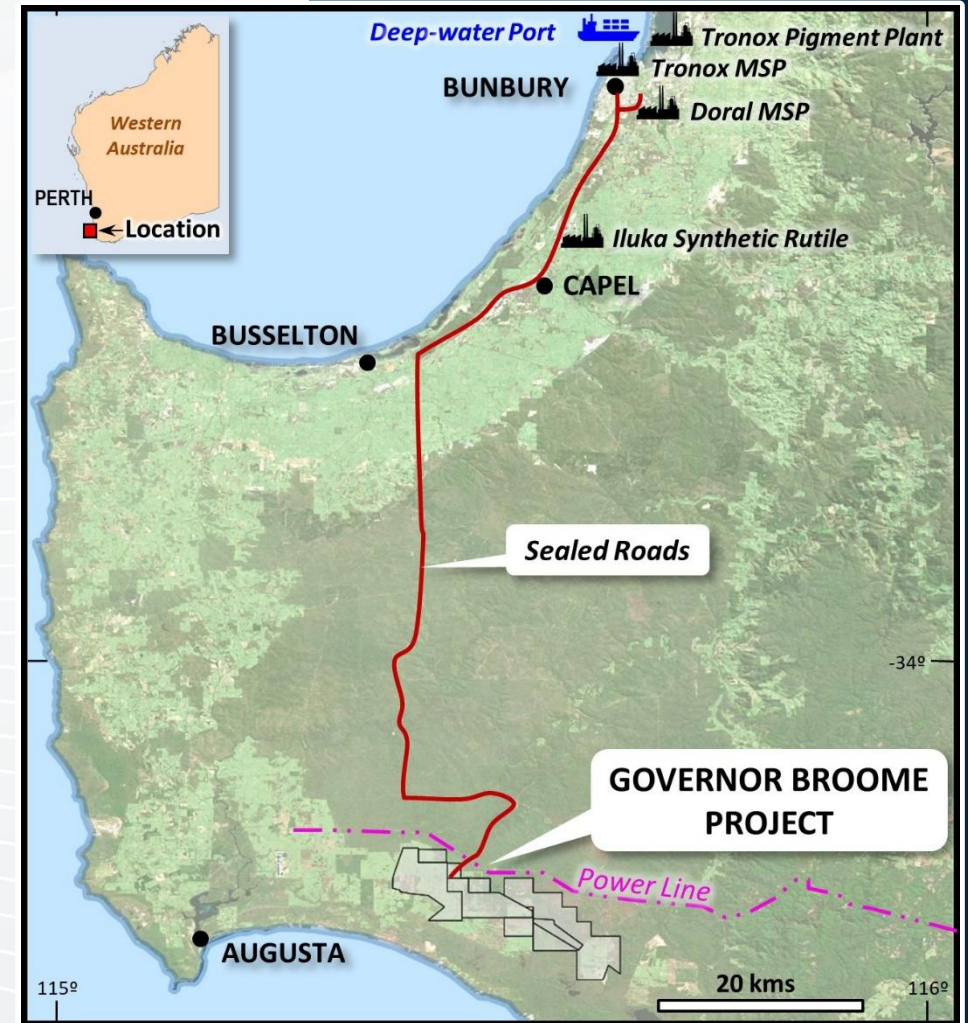 Deep-water Port
Tronox Pigment Plant
Tronox MSP
BUNBURY
Doral MSP
Western
Australia
PERTH
Location
Iluka Synthetic Rutile
CAPEL
BUSSELTON
Sealed Roads
-34º
GOVERNOR BROOME
PROJECT
Power Line
AUGUSTA
20 kms
115º
116º